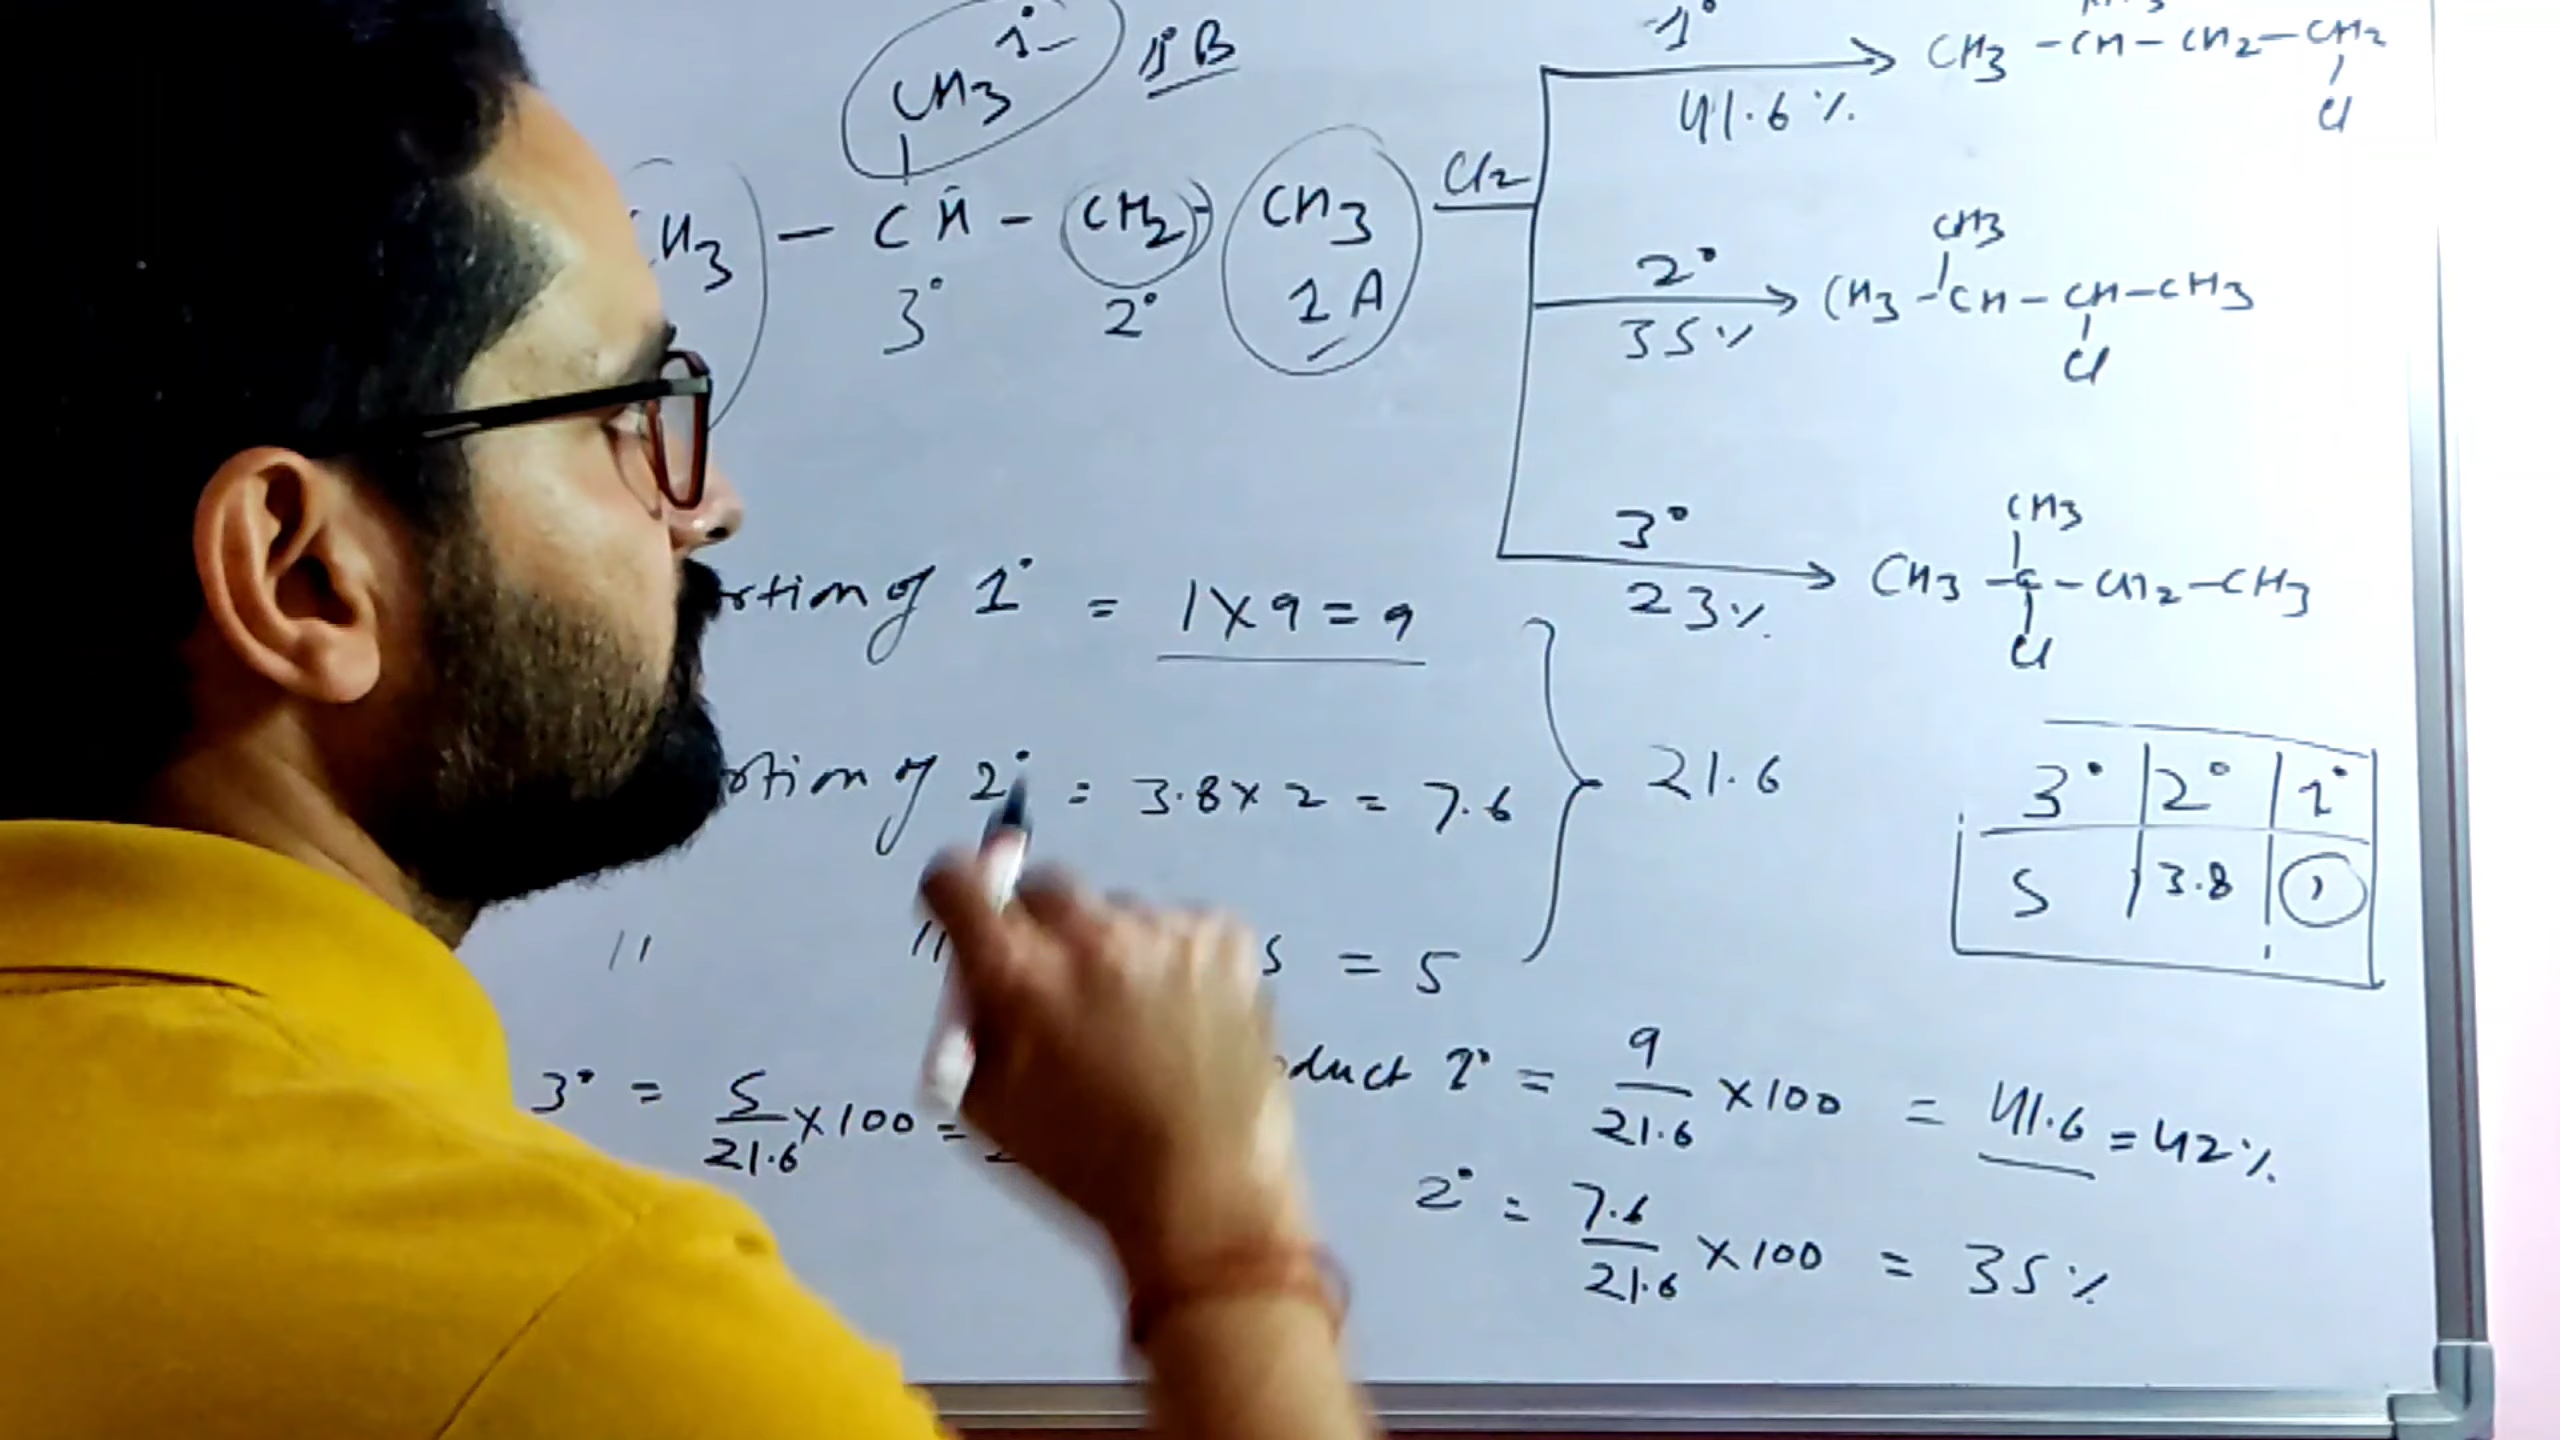 1° 1° B
CH3
H3 – CH – CH2 – CH3
3° 2° 1 A
Cl2
1°
41.6 %
CH3 – CH – CH2 – CH2
Cl
2°
35 %
CH3
CH3 – CH – CH – CH3
Cl
3°
23 %
CH3
CH3 – C – CH2 – CH3
Cl
rtion of 1° = 1 X 9 = 9
rtion of 2° = 3.8 x 2 = 7.6
21.6
" " 5 = 5
3° 2° 1°
5 3.8 1
3° = 5/21.6 X 100 =
duct 1° = 9/21.6 X 100 = 41.6 = 42 %
2° = 7.6/21.6 X 100 = 35 %